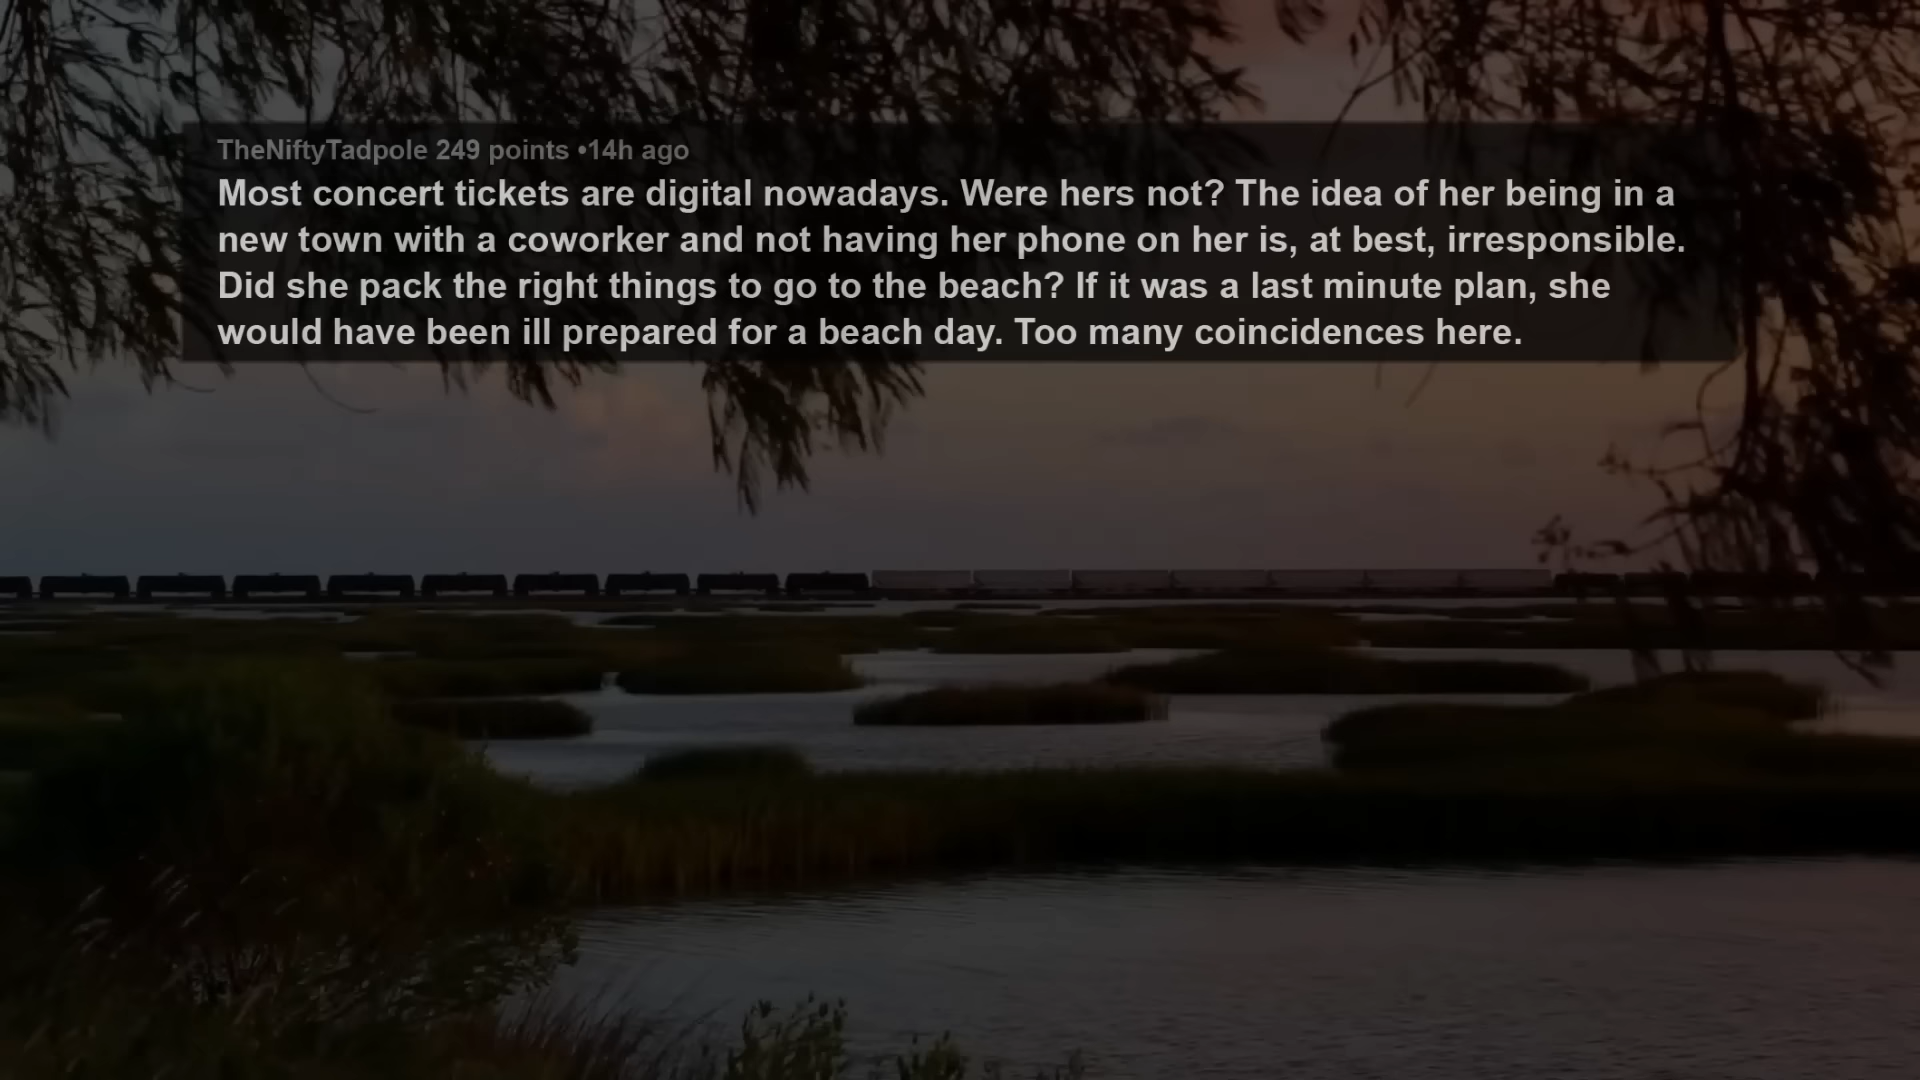 TheNiftyTadpole 249 points •14h ago
Most concert tickets are digital nowadays. Were hers not? The idea of her being in a
new town with a coworker and not having her phone on her is, at best, irresponsible.
Did she pack the right things to go to the beach? If it was a last minute plan, she
would have been ill prepared for a beach day. Too many coincidences here.